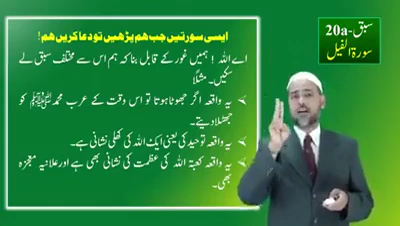 سبق-20a
سورۃ الفیل
ایسی سورتیں جب ہم پڑھیں تو دعا کریں ہم!
اے اللہ! ہمیں غور کے قابل بنا کہ ہم اس سے مختلف سبق لے
سکیں۔ مثلاً
یہ واقعہ اگر جھوٹا ہوتا تو اس وقت کے عرب محمد ﷺ کو
جھٹلا دیتے۔
یہ واقعہ توحید کی یعنی ایک اللہ کی کھلی نشانی ہے۔
یہ واقعہ کعبۃ اللہ کی عظمت کی نشانی بھی ہے اور علانیہ معجزہ
بھی۔